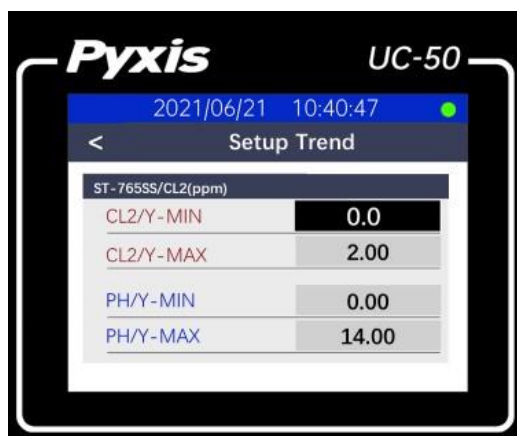 Pyxis UC-50
2021/06/21 10:40:47
< Setup Trend
ST-765SS/CL2(ppm)
CL2/Y-MIN 0.0
CL2/Y-MAX 2.00
PH/Y-MIN 0.00
PH/Y-MAX 14.00